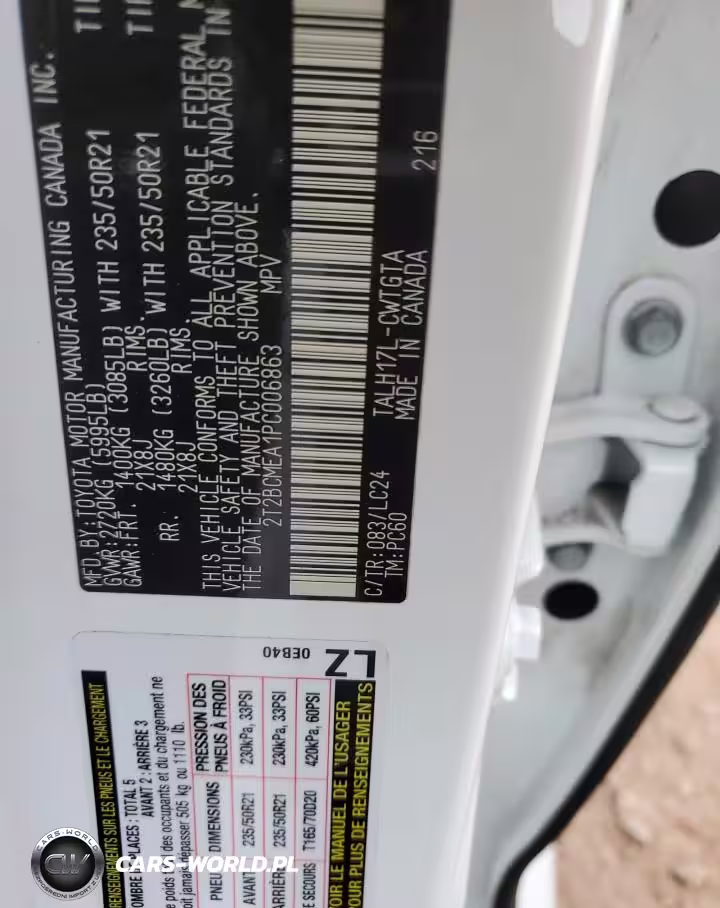 MFD.BY:TOYOTA MOTOR MANUFACTURING CANADA INC.
GVWR:2720KG (5995LB)
GAWR:FRT. 1400KG (3085LB) WITH 235/50R21
21X8J RIMS.
RR. 1480KG (3260LB) WITH 235/50R21
21X8J RIMS.
THIS VEHICLE CONFORMS TO ALL APPLICABLE FEDERAL
VEHICLE SAFETY AND THEFT PREVENTION STANDARDS IN
THE DATE OF MANUFACTURE SHOWN ABOVE.
2T2BCMEA1PC006863 MPV
216
C/TR:083/LC24 TALH17L-CWTGTA
TM:PC60 MADE IN CANADA
LZ
0EB40
RENSEIGNEMENTS SUR LES PNEUS ET LE CHARGEMENT
PLACES: TOTAL 5
AVANT 2: ARRIÈRE 3
poids des occupants et du chargement ne
jamais dépasser 505 kg ou 1110 lb.
PNEU DIMENSIONS PRESSION DES PNEUS À FROID
AVANT 235/50R21 230kPa, 33PSI
ARRIÈRE 235/50R21 230kPa, 33PSI
SECOURS T165/70D20 420kPa, 60PSI
VOIR LE MANUEL DE L'USAGER
POUR PLUS DE RENSEIGNEMENTS
CARS-WORLD
CW
CARS-WORLD.PL